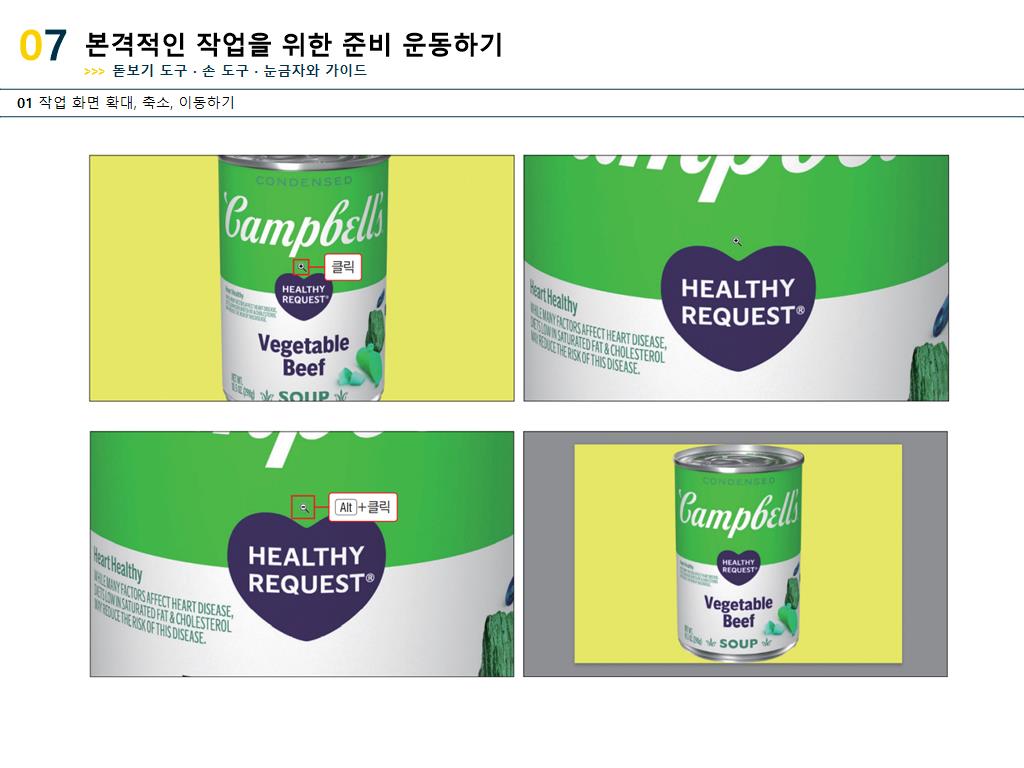 07 본격적인 작업을 위한 준비 운동하기
>>> 돋보기 도구 · 손 도구 · 눈금자와 가이드
01 작업 화면 확대, 축소, 이동하기
CONDENSED
Campbell's
클릭
HEALTHY
REQUEST®
Heart Healthy
Vegetable
Beef
SOUP
Campbell's
HEALTHY
REQUEST®
Heart Healthy
WHILE MANY FACTORS AFFECT HEART DISEASE,
DIETS LOW IN SATURATED FAT & CHOLESTEROL
MAY REDUCE THE RISK OF THIS DISEASE.
Alt+클릭
HEALTHY
REQUEST®
Heart Healthy
WHILE MANY FACTORS AFFECT HEART DISEASE,
DIETS LOW IN SATURATED FAT & CHOLESTEROL
MAY REDUCE THE RISK OF THIS DISEASE.
CONDENSED
Campbell's
HEALTHY
REQUEST
Vegetable
Beef
SOUP